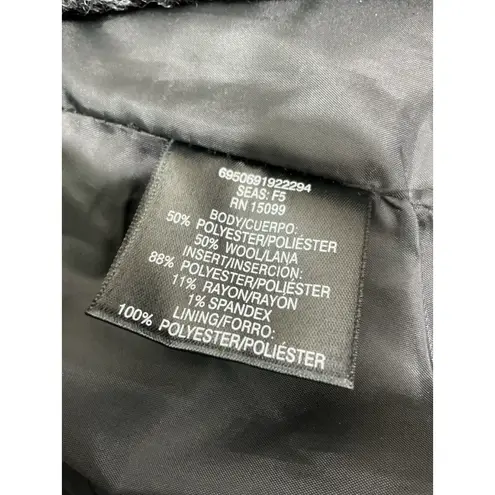 6950691922294
SEAS: F5
RN 15099
BODY/CUERPO:
50% POLYESTER/POLIÉSTER
50% WOOL/LANA
INSERT/INSERCION:
88% POLYESTER/POLIÉSTER
11% RAYON/RAYÓN
1% SPANDEX
LINING/FORRO:
100% POLYESTER/POLIÉSTER